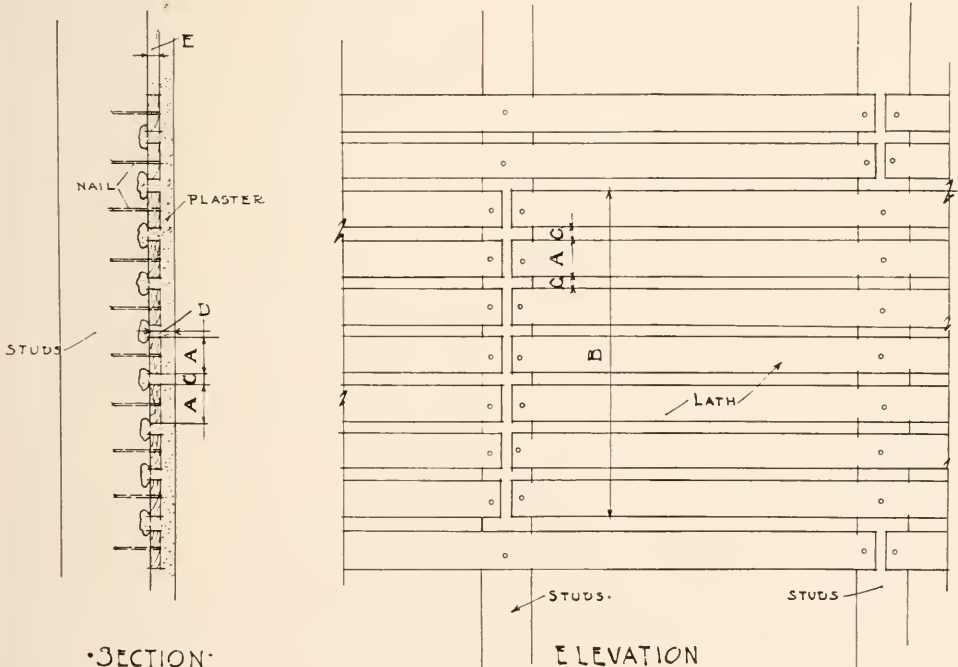 E
NAIL
PLASTER
D
STUDS
A
C
A
C
A
C
B
LATH
STUDS.
STUDS
·SECTION·
ELEVATION